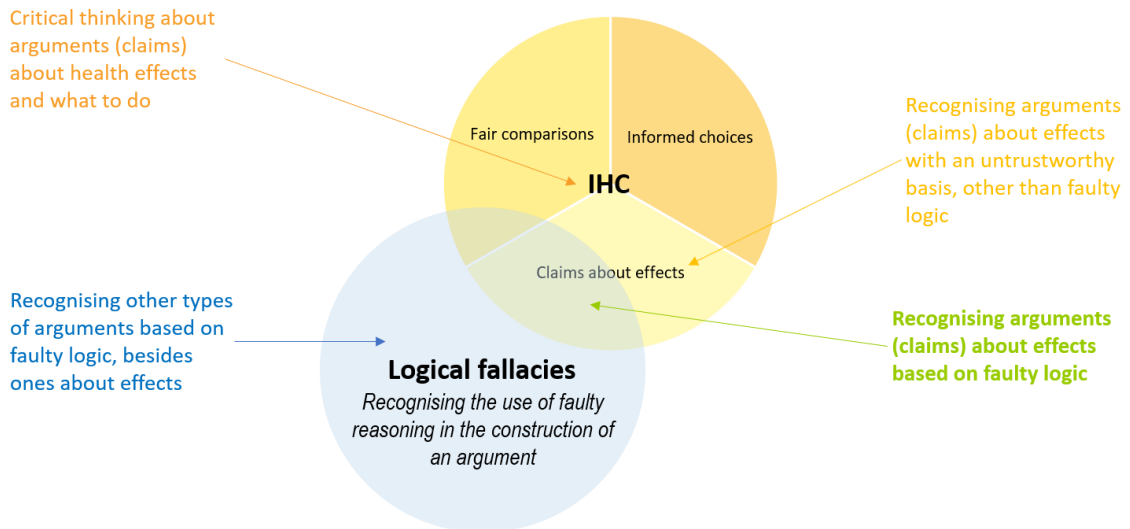 Critical thinking about
arguments (claims)
about health effects
and what to do
Fair comparisons
Informed choices
IHC
Recognising arguments
(claims) about effects
with an untrustworthy
basis, other than faulty
logic
Claims about effects
Recognising other types
of arguments based on
faulty logic, besides
ones about effects
Recognising arguments
(claims) about effects
based on faulty logic
Logical fallacies
Recognising the use of faulty
reasoning in the construction of
an argument